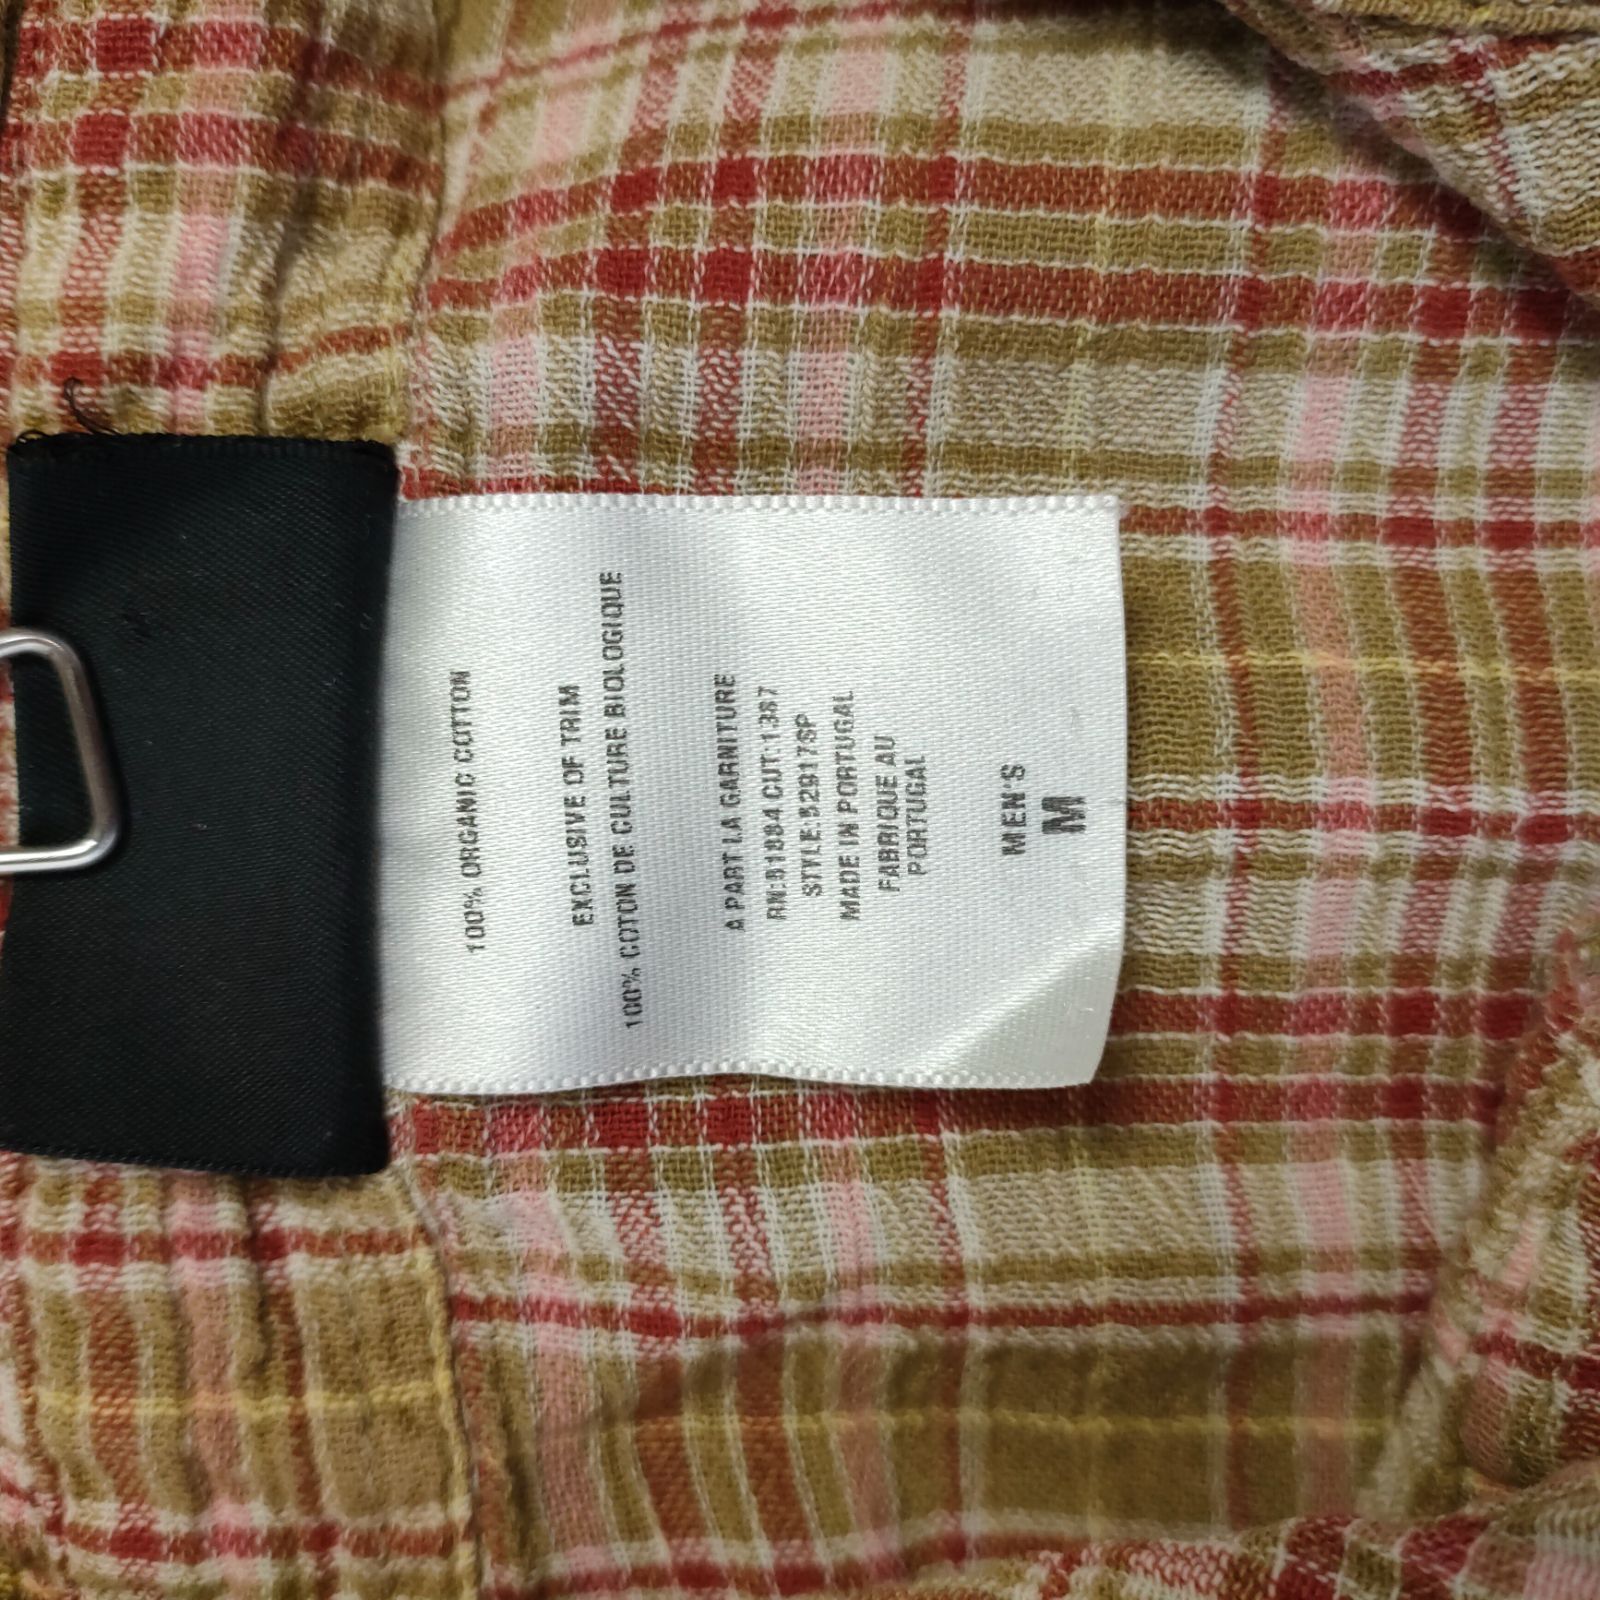 100% ORGANIC COTTON
EXCLUSIVE OF TRIM
100% COTON DE CULTURE BIOLOGIQUE
A PART LA GARNITURE
RN:51884 CUT:1387
STYLE:52917SP
MADE IN PORTUGAL
FABRIQUE AU
PORTUGAL
MEN'S
M